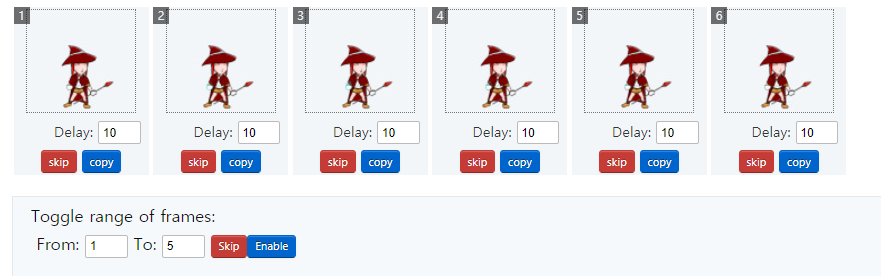 1 2 3 4 5 6
Delay: 10 Delay: 10 Delay: 10 Delay: 10 Delay: 10 Delay: 10
skip copy skip copy skip copy skip copy skip copy skip copy
Toggle range of frames:
From: 1 To: 5 Skip Enable